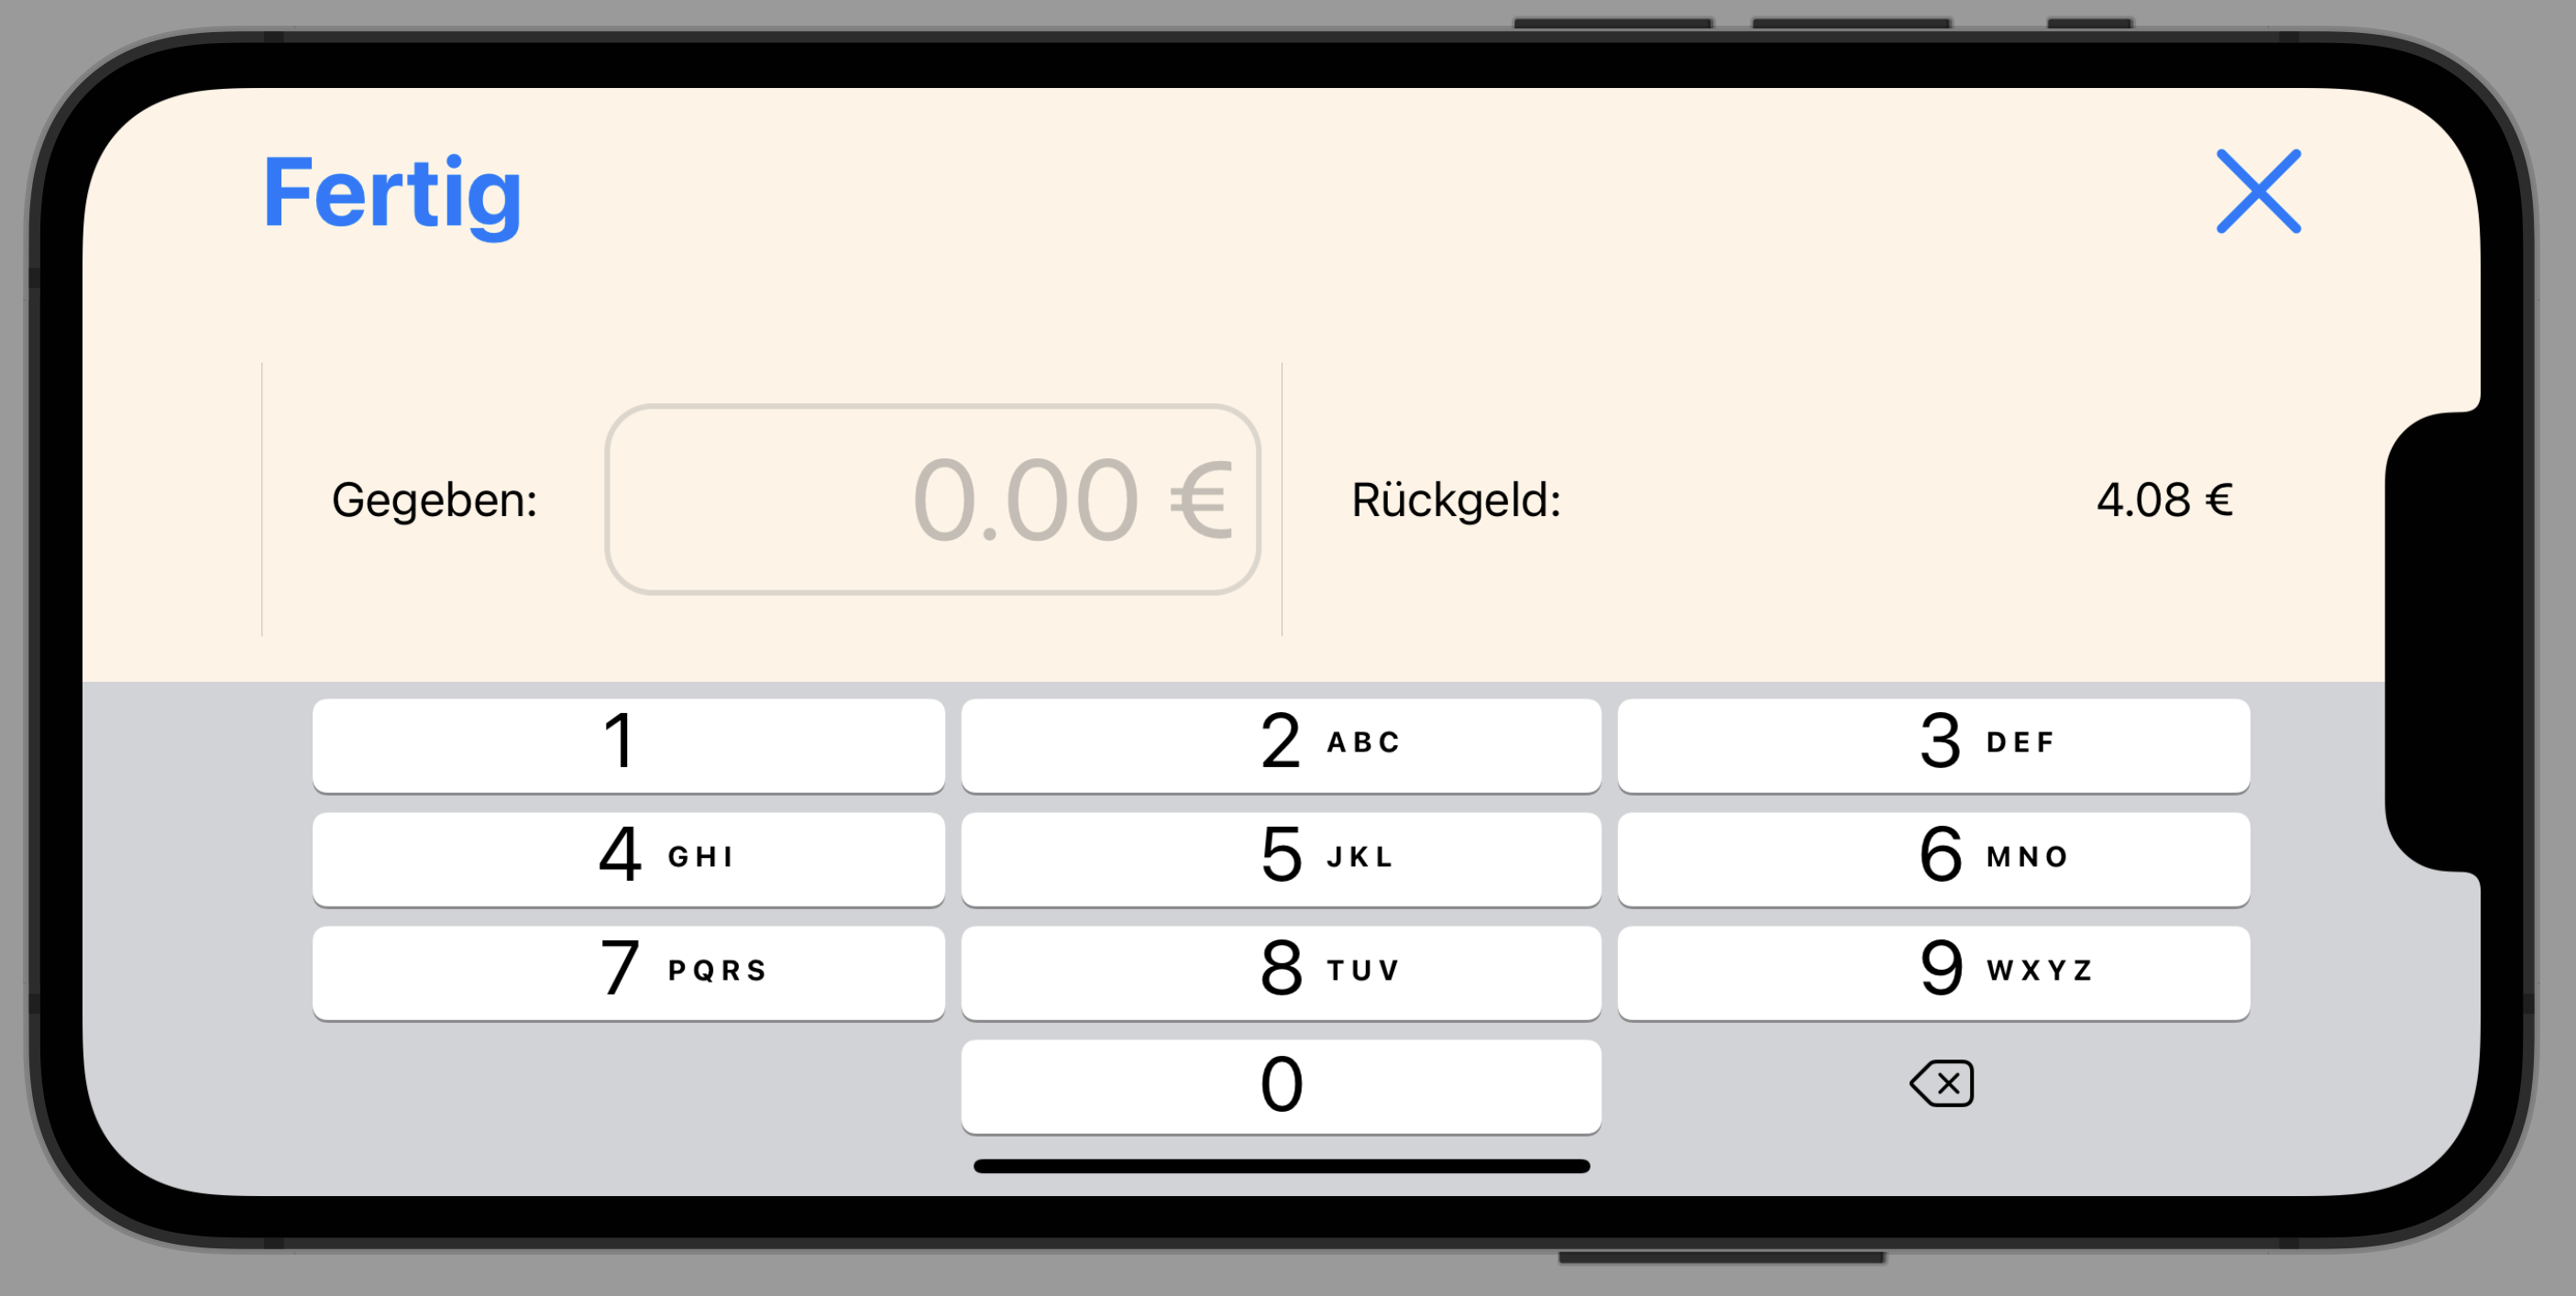 Fertig
Gegeben: 0.00 € Rückgeld: 4.08 €
1 2 ABC 3 DEF
4 GHI 5 JKL 6 MNO
7 PQRS 8 TUV 9 WXYZ
0